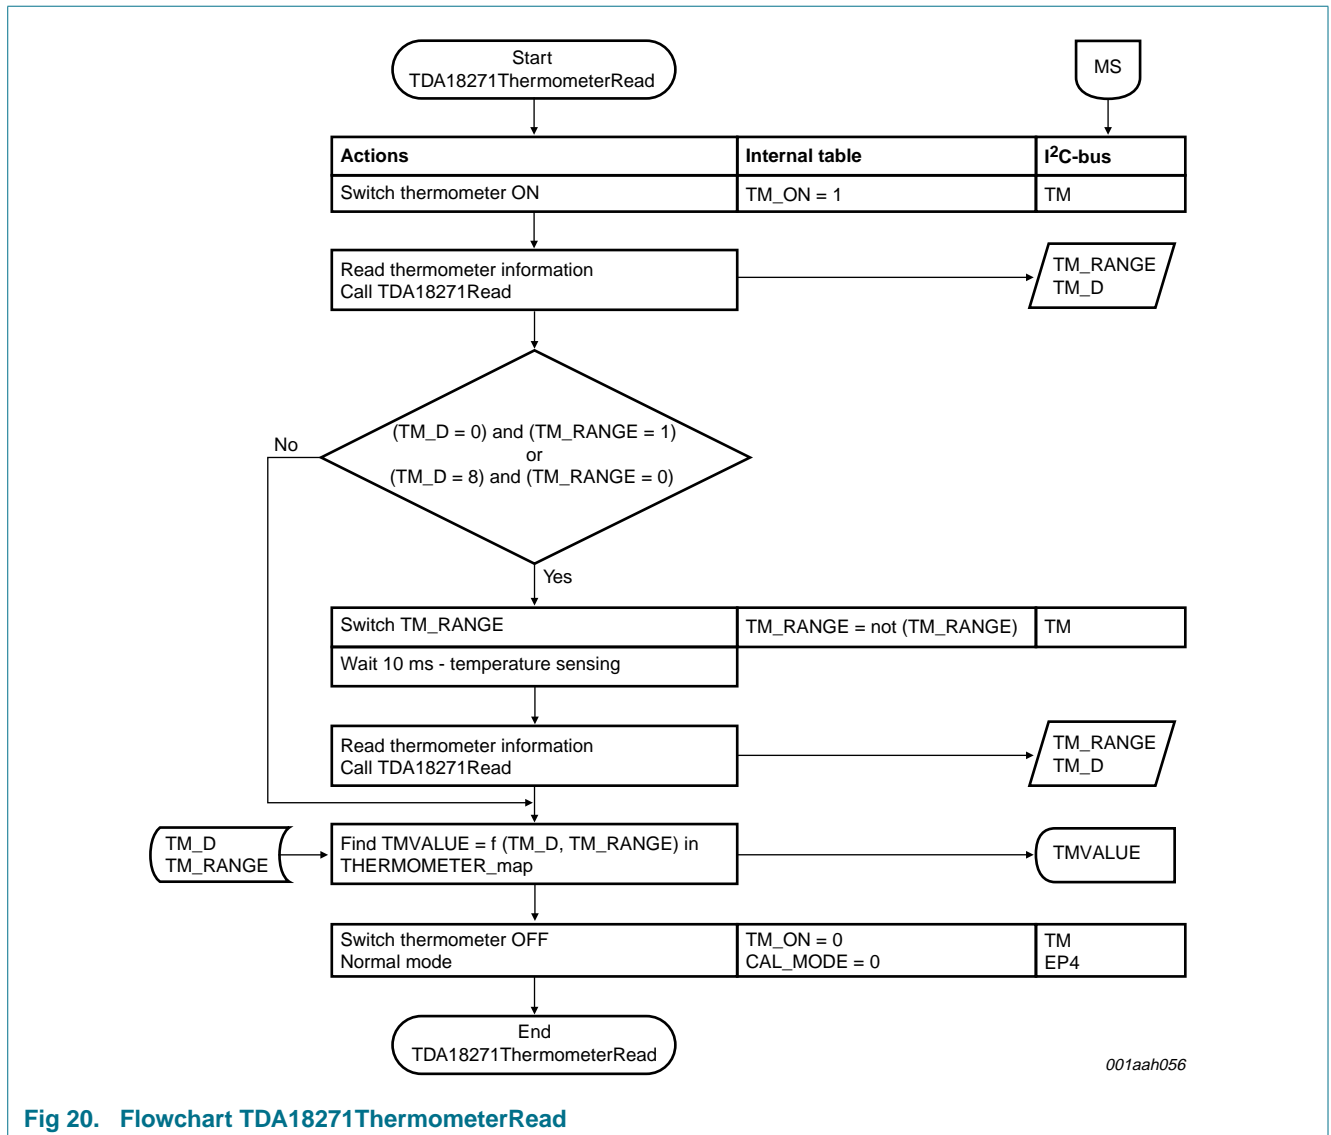 Start
TDA18271ThermometerRead
MS
Actions
Internal table
I2C-bus
Switch thermometer ON
TM_ON = 1
TM
Read thermometer information
Call TDA18271Read
TM_RANGE
TM_D
(TM_D = 0) and (TM_RANGE = 1)
or
(TM_D = 8) and (TM_RANGE = 0)
No
Yes
Switch TM_RANGE
TM_RANGE = not (TM_RANGE)
TM
Wait 10 ms - temperature sensing
Read thermometer information
Call TDA18271Read
TM_RANGE
TM_D
TM_D
TM_RANGE
Find TMVALUE = f (TM_D, TM_RANGE) in
THERMOMETER_map
TMVALUE
Switch thermometer OFF
Normal mode
TM_ON = 0
CAL_MODE = 0
TM
EP4
End
TDA18271ThermometerRead
001aah056
Fig 20. Flowchart TDA18271ThermometerRead